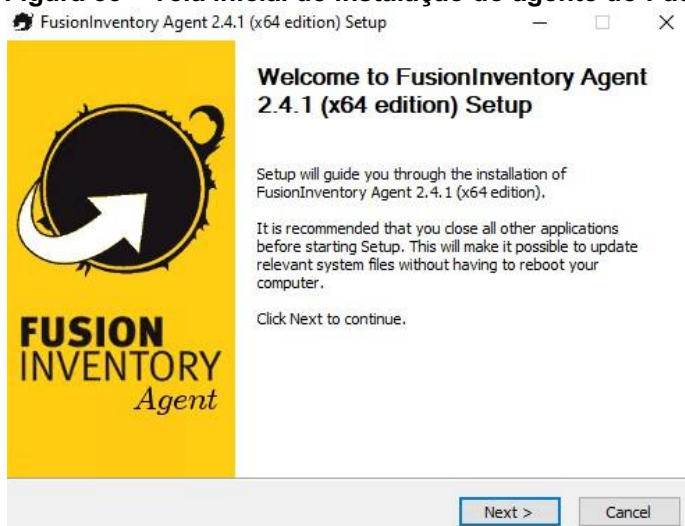 FusionInventory Agent 2.4.1 (x64 edition) Setup
Welcome to FusionInventory Agent
2.4.1 (x64 edition) Setup
Setup will guide you through the installation of
FusionInventory Agent 2.4.1 (x64 edition).
It is recommended that you close all other applications
before starting Setup. This will make it possible to update
relevant system files without having to reboot your
computer.
Click Next to continue.
FUSION
INVENTORY
Agent
Next >
Cancel